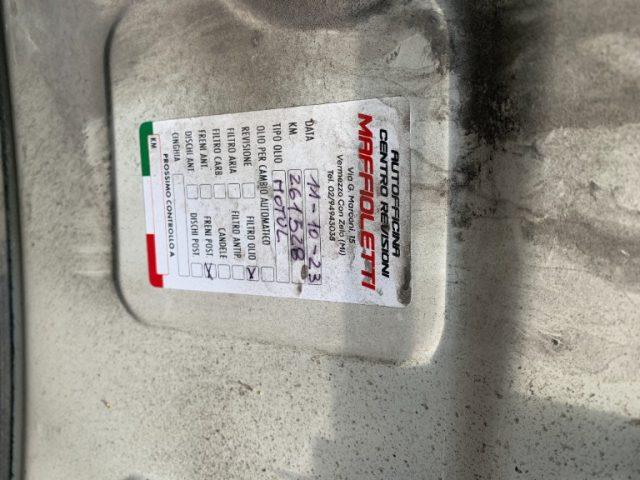 AUTOFFICINA
CENTRO REVISIONI
MAFFIOLETTI
Via G. Marconi, 15
Vermezzo Con Zelo (MI)
Tel. 02/94943035
DATA 11-10-23
KM 261528
TIPO OLIO MOTUL
OLIO PER CAMBIO AUTOMATICO
REVISIONE FILTRO OLIO X
FILTRO ARIA FILTRO ANTIP.
FILTRO CARB. CANDELE
FRENI ANT. FRENI POST. X
DISCHI ANT. DISCHI POST.
CINGHIA
PROSSIMO CONTROLLO A
KM